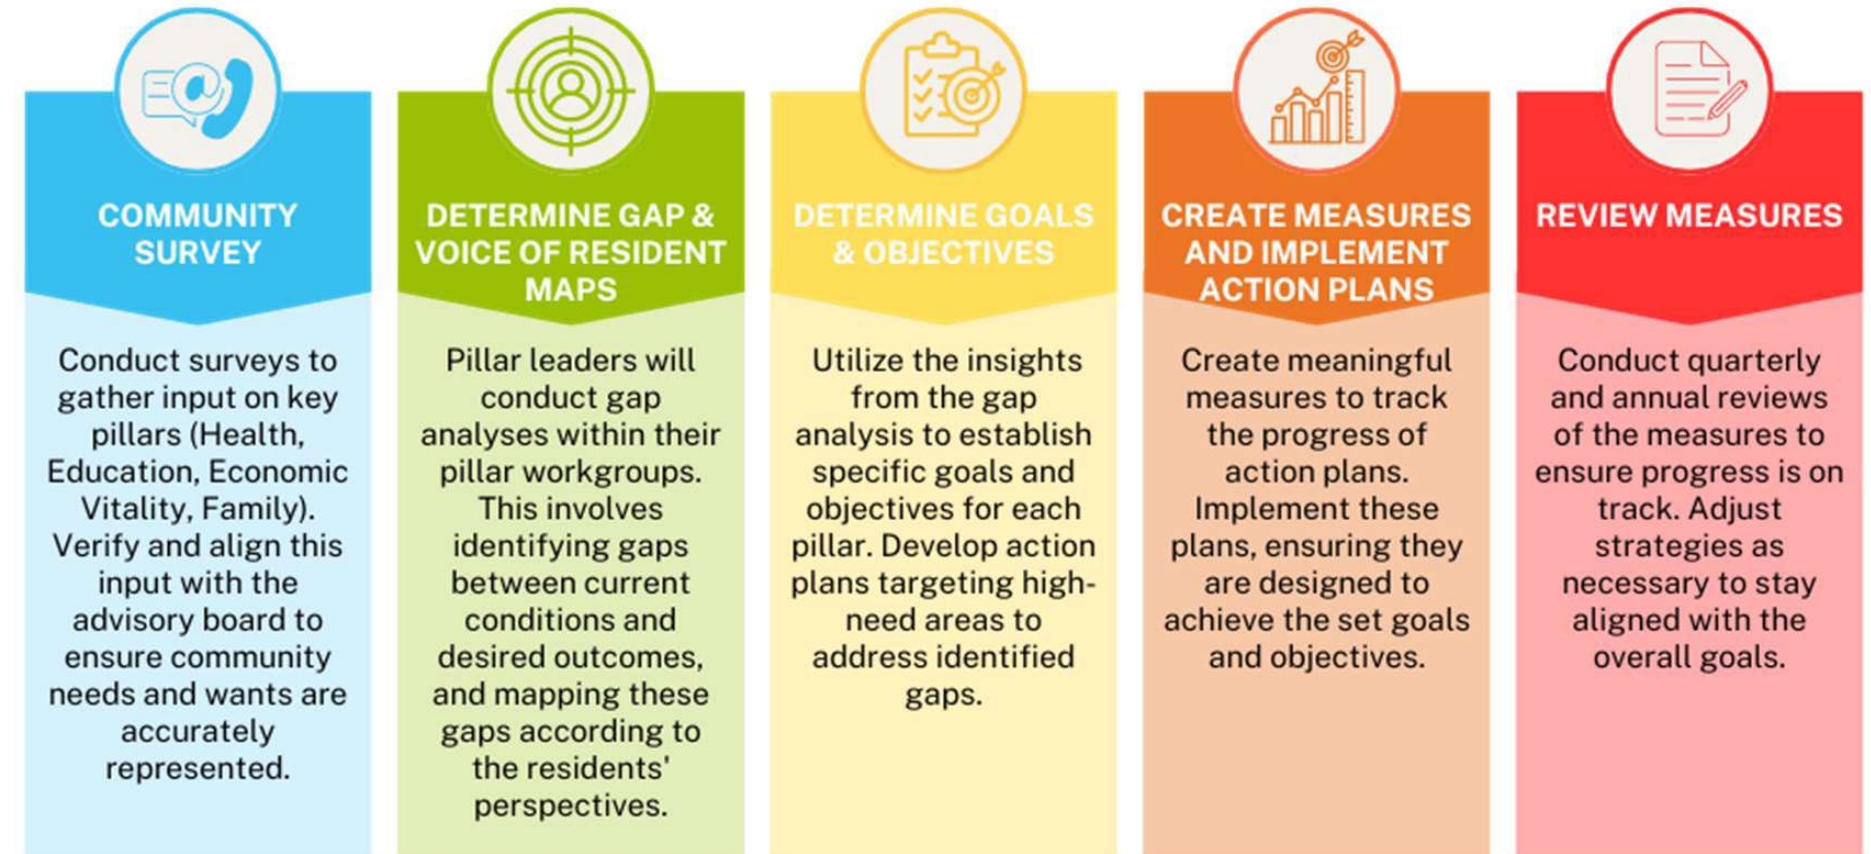 COMMUNITY
SURVEY
Conduct surveys to
gather input on key
pillars (Health,
Education, Economic
Vitality, Family).
Verify and align this
input with the
advisory board to
ensure community
needs and wants are
accurately
represented.
DETERMINE GAP &
VOICE OF RESIDENT
MAPS
Pillar leaders will
conduct gap
analyses within their
pillar workgroups.
This involves
identifying gaps
between current
conditions and
desired outcomes,
and mapping these
gaps according to
the residents'
perspectives.
DETERMINE GOALS
& OBJECTIVES
Utilize the insights
from the gap
analysis to establish
specific goals and
objectives for each
pillar. Develop action
plans targeting high-
need areas to
address identified
gaps.
CREATE MEASURES
AND IMPLEMENT
ACTION PLANS
Create meaningful
measures to track
the progress of
action plans.
Implement these
plans, ensuring they
are designed to
achieve the set goals
and objectives.
REVIEW MEASURES
Conduct quarterly
and annual reviews
of the measures to
ensure progress is on
track. Adjust
strategies as
necessary to stay
aligned with the
overall goals.